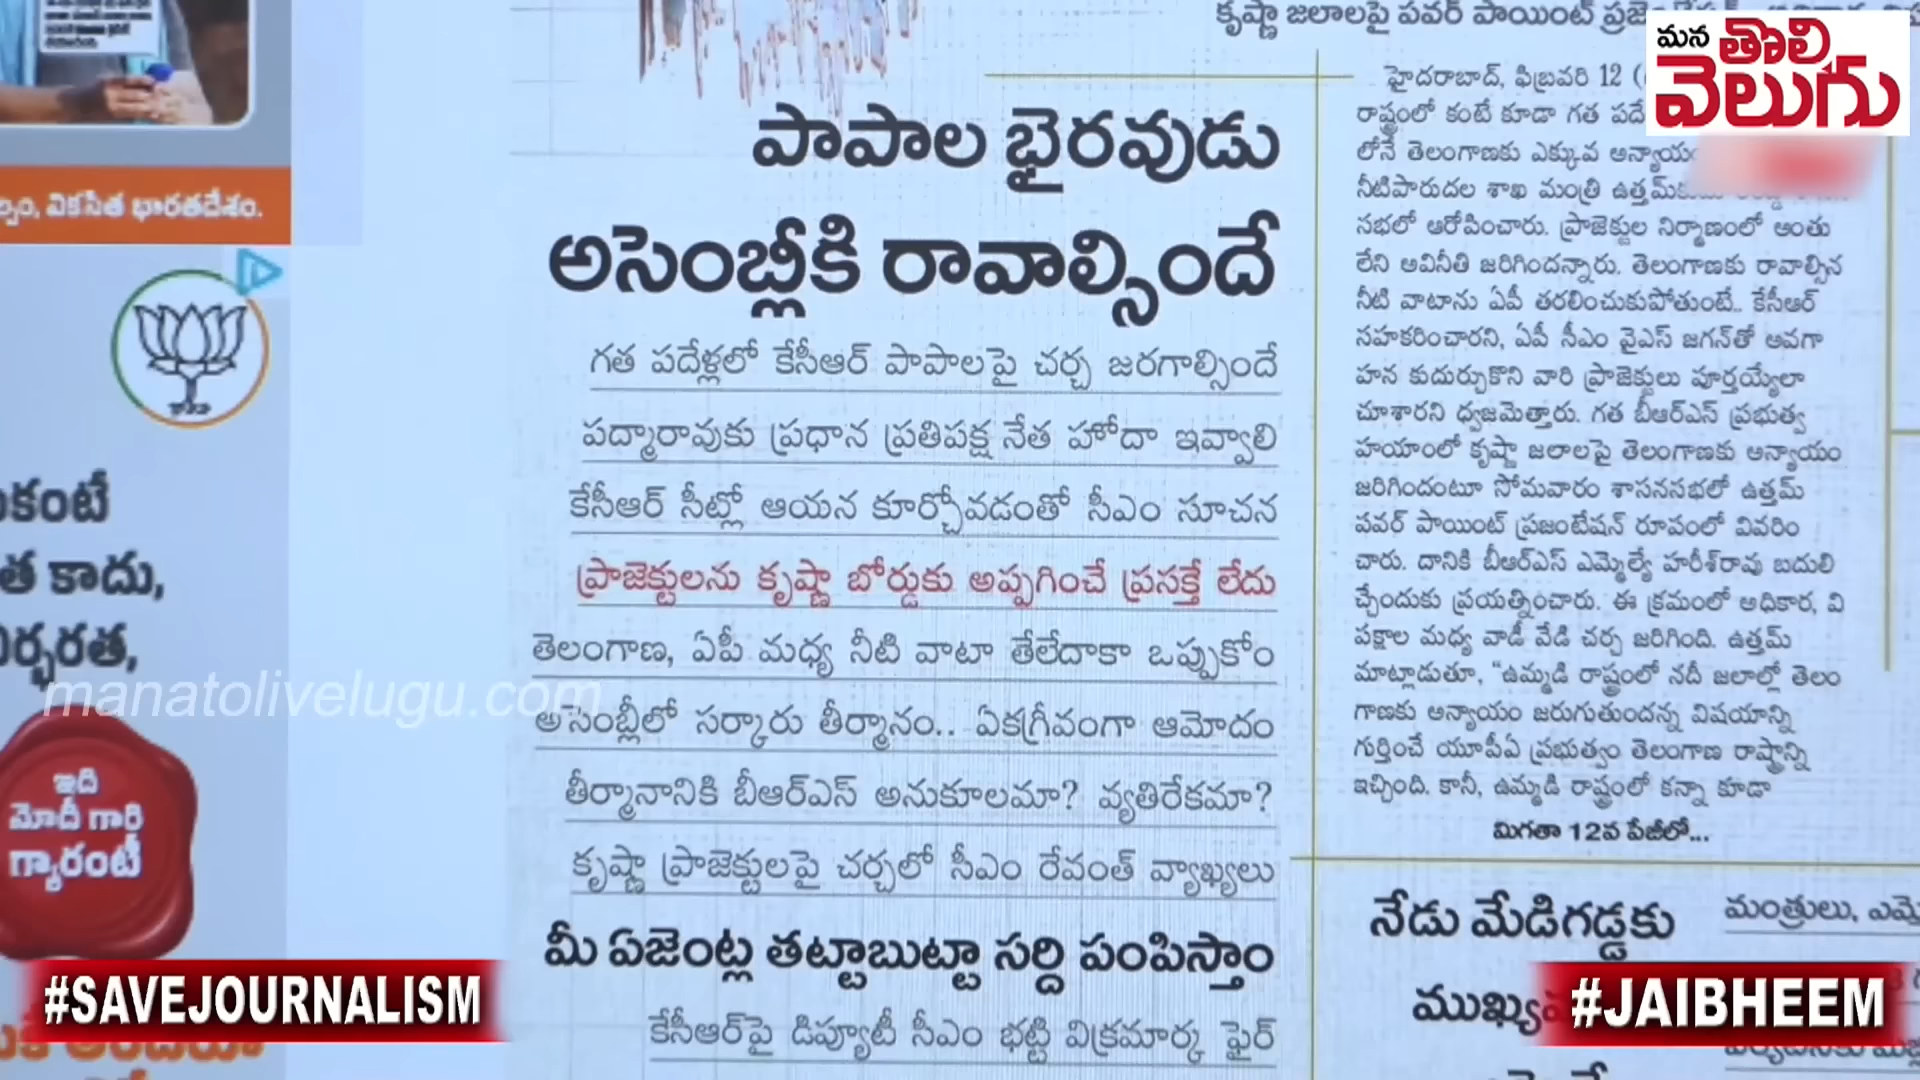 కృష్ణా జలాలపై పవర్ పాయింట్
మన
తొలి
వెలుగు
వికసిత భారతదేశం.
పాపాల భైరవుడు
అసెంబ్లీకి రావాల్సిందే
గత పదేళ్లలో కేసీఆర్ పాపాలపై చర్చ జరగాల్సిందే
పద్మారావుకు ప్రధాన ప్రతిపక్ష నేత హోదా ఇవ్వాలి
కేసీఆర్ సీట్లో ఆయన కూర్చోవడంతో సీఎం సూచన
ప్రాజెక్టులను కృష్ణా బోర్డుకు అప్పగించే ప్రసక్తే లేదు
తెలంగాణ, ఏపీ మధ్య నీటి వాటా తేలేదాకా ఒప్పుకోం
అసెంబ్లీలో సర్కారు తీర్మానం.. ఏకగ్రీవంగా ఆమోదం
తీర్మానానికి బీఆర్ఎస్ అనుకూలమా? వ్యతిరేకమా?
కృష్ణా ప్రాజెక్టులపై చర్చలో సీఎం రేవంత్ వ్యాఖ్యలు
మీ ఏజెంట్ల తట్టాబుట్టా సర్ది పంపిస్తాం
కేసీఆర్‌పై డిప్యూటీ సీఎం భట్టి విక్రమార్క ఫైర్
హైదరాబాద్, ఫిబ్రవరి 12
రాష్ట్రంలో కంటే కూడా గత
లోనే తెలంగాణకు ఎక్కువ
నీటిపారుదల శాఖ మంత్రి
సభలో ఆరోపించారు. ప్రాజెక్టుల నిర్మాణంలో అంతు
లేని అవినీతి జరిగిందన్నారు. తెలంగాణకు రావాల్సిన
నీటి వాటాను ఏపీ తరలించుకుపోతుంటే.. కేసీఆర్
సహకరించారని, ఏపీ సీఎం వైఎస్ జగన్‌తో అవగా
హన కుదుర్చుకొని వారి ప్రాజెక్టులు పూర్తయ్యేలా
చూశారని ధ్వజమెత్తారు. గత బీఆర్ఎస్ ప్రభుత్వ
హయాంలో కృష్ణా జలాలపై తెలంగాణకు అన్యాయం
జరిగిందంటూ సోమవారం శాసనసభలో ఉత్తమ్
పవర్ పాయింట్ ప్రజంటేషన్ రూపంలో వివరిం
చారు. దానికి బీఆర్ఎస్ ఎమ్మెల్యే హరీశ్‌రావు బదులి
చ్చేందుకు ప్రయత్నించారు. ఈ క్రమంలో అధికార, వి
పక్షాల మధ్య వాడీ వేడి చర్చ జరిగింది. ఉత్తమ్
మాట్లాడుతూ, “ఉమ్మడి రాష్ట్రంలో నదీ జలాల్లో తెలం
గాణకు అన్యాయం జరుగుతుందన్న విషయాన్ని
గుర్తించే యూపీఏ ప్రభుత్వం తెలంగాణ రాష్ట్రాన్ని
ఇచ్చింది. కానీ, ఉమ్మడి రాష్ట్రంలో కన్నా కూడా
మిగతా 12వ పేజీలో...
నేడు మేడిగడ్డకు
మంత్రులు,
కాదు,
manatolivelugu.com
ఇది
మోదీ గారి
గ్యారంటీ
#SAVEJOURNALISM
#JAIBHEEM